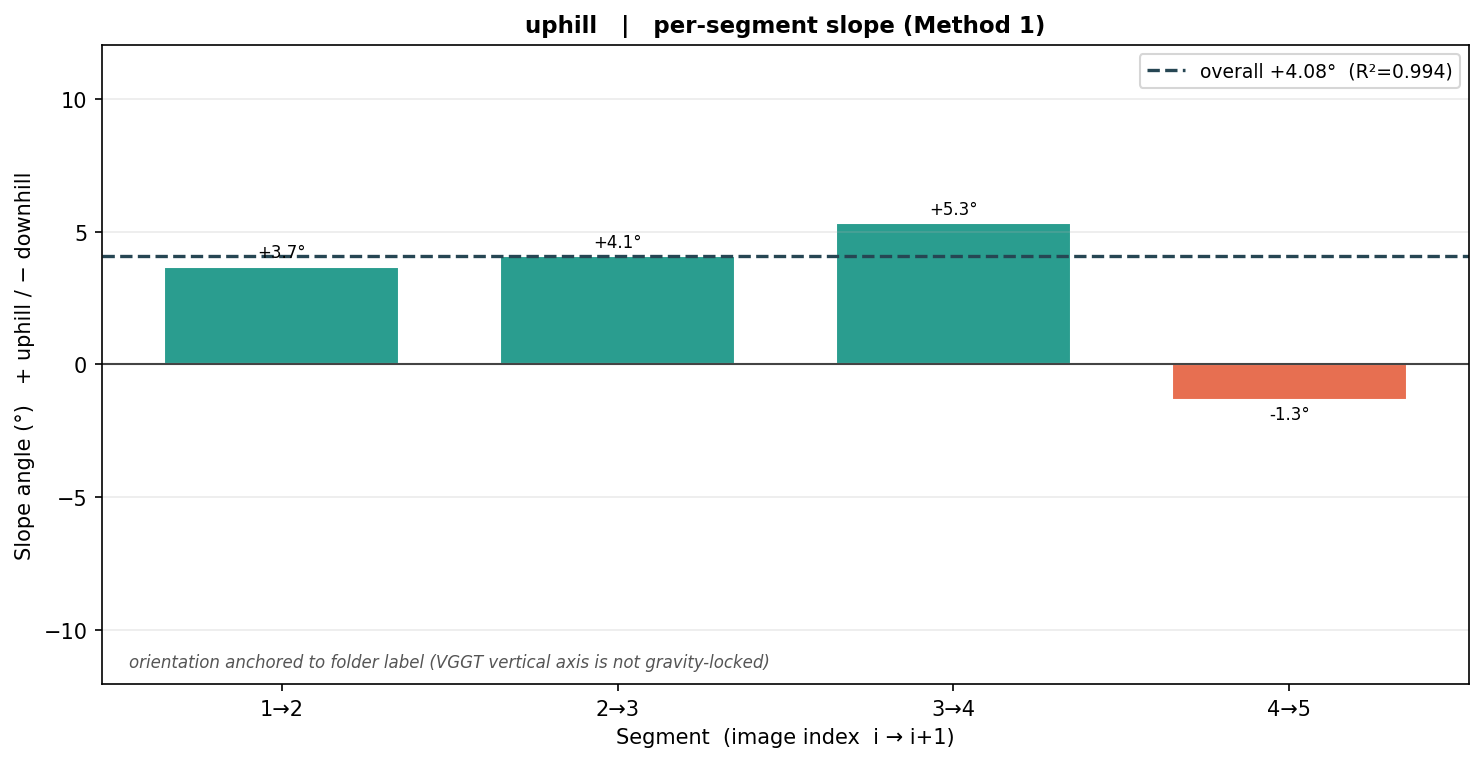 uphill | per-segment slope (Method 1)
overall +4.08° (R²=0.994)
Slope angle (°) + uphill / − downhill
10
5
0
−5
−10
+3.7°
+4.1°
+5.3°
-1.3°
orientation anchored to folder label (VGGT vertical axis is not gravity-locked)
1→2
2→3
3→4
4→5
Segment (image index i → i+1)